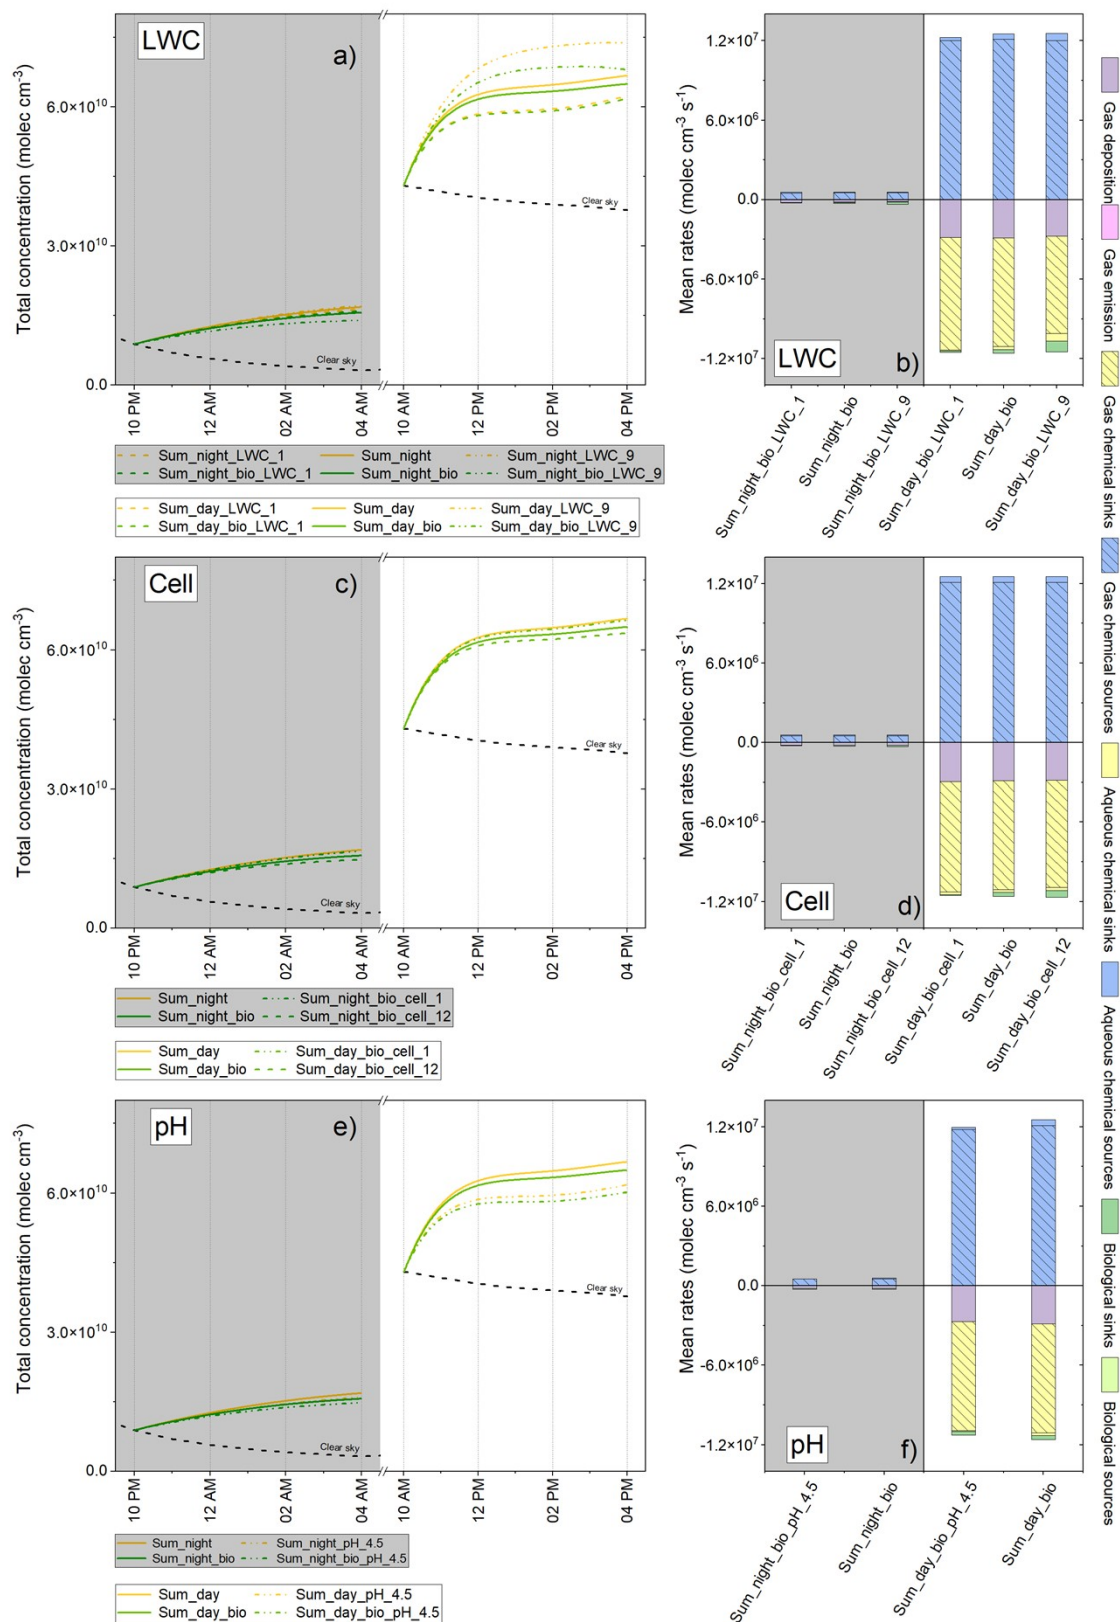 LWC
a)
Total concentration (molec cm⁻³)
6.0×10¹⁰
3.0×10¹⁰
0.0
Clear sky
Clear sky
10 PM
12 AM
02 AM
04 AM
10 AM
12 PM
02 PM
04 PM
Sum_night_LWC_1 Sum_night Sum_night_LWC_9
Sum_night_bio_LWC_1 Sum_night_bio Sum_night_bio_LWC_9
Sum_day_LWC_1 Sum_day Sum_day_LWC_9
Sum_day_bio_LWC_1 Sum_day_bio Sum_day_bio_LWC_9
Mean rates (molec cm⁻³ s⁻¹)
1.2×10⁷
6.0×10⁶
0.0
-6.0×10⁶
-1.2×10⁷
LWC
b)
Sum_night_bio_LWC_1
Sum_night_bio
Sum_night_bio_LWC_9
Sum_day_bio_LWC_1
Sum_day_bio
Sum_day_bio_LWC_9
Cell
c)
Total concentration (molec cm⁻³)
6.0×10¹⁰
3.0×10¹⁰
0.0
Clear sky
Clear sky
10 PM
12 AM
02 AM
04 AM
10 AM
12 PM
02 PM
04 PM
Sum_night Sum_night_bio_cell_1
Sum_night_bio Sum_night_bio_cell_12
Sum_day Sum_day_bio_cell_1
Sum_day_bio Sum_day_bio_cell_12
Mean rates (molec cm⁻³ s⁻¹)
1.2×10⁷
6.0×10⁶
0.0
-6.0×10⁶
-1.2×10⁷
Cell
d)
Sum_night_bio_cell_1
Sum_night_bio
Sum_night_bio_cell_12
Sum_day_bio_cell_1
Sum_day_bio
Sum_day_bio_cell_12
pH
e)
Total concentration (molec cm⁻³)
6.0×10¹⁰
3.0×10¹⁰
0.0
Clear sky
Clear sky
10 PM
12 AM
02 AM
04 AM
10 AM
12 PM
02 PM
04 PM
Sum_night Sum_night_pH_4.5
Sum_night_bio Sum_night_bio_pH_4.5
Sum_day Sum_day_pH_4.5
Sum_day_bio Sum_day_bio_pH_4.5
Mean rates (molec cm⁻³ s⁻¹)
1.2×10⁷
6.0×10⁶
0.0
-6.0×10⁶
-1.2×10⁷
pH
f)
Sum_night_bio_pH_4.5
Sum_night_bio
Sum_day_bio_pH_4.5
Sum_day_bio
Gas deposition
Gas emission
Gas chemical sinks
Gas chemical sources
Aqueous chemical sinks
Aqueous chemical sources
Biological sinks
Biological sources